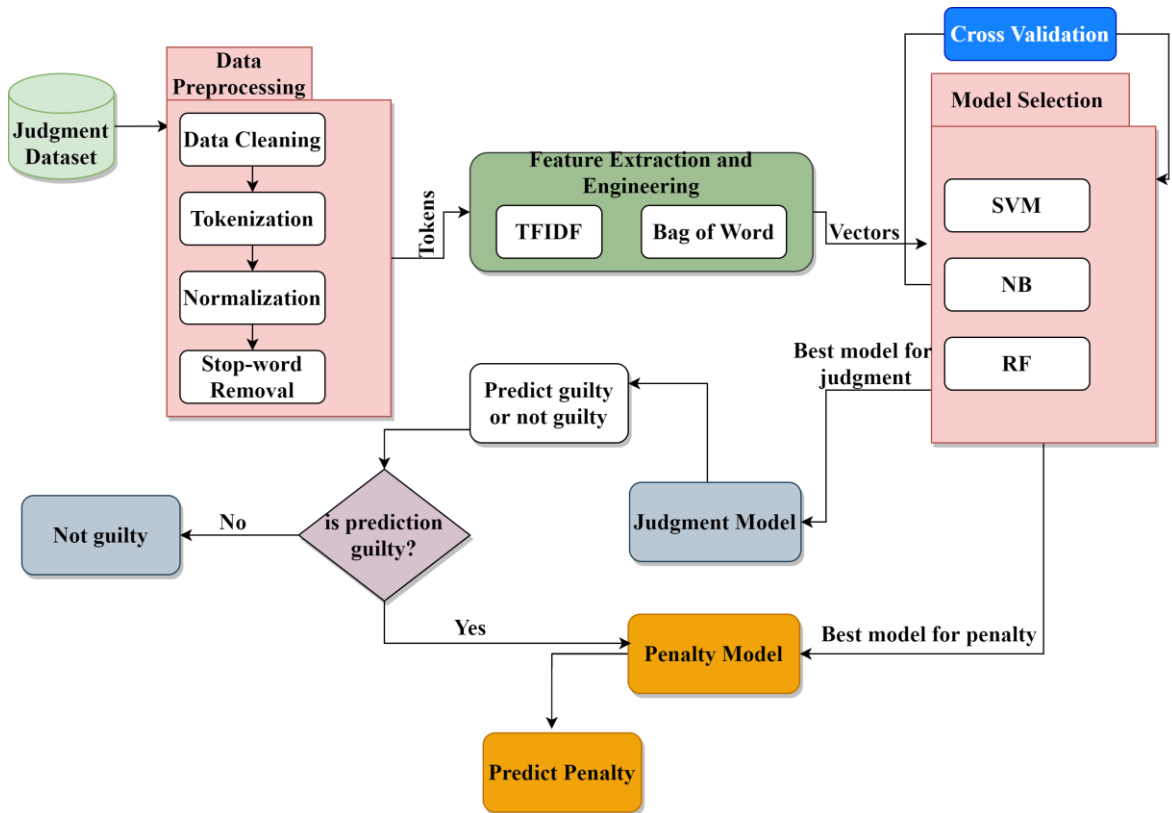 Cross Validation
Data
Preprocessing
Judgment
Dataset
Data Cleaning
Tokenization
Normalization
Stop-word
Removal
Tokens
Feature Extraction and
Engineering
TFIDF
Bag of Word
Vectors
Model Selection
SVM
NB
RF
Best model for
judgment
Predict guilty
or not guilty
Judgment Model
is prediction
guilty?
No
Not guilty
Yes
Penalty Model
Best model for penalty
Predict Penalty